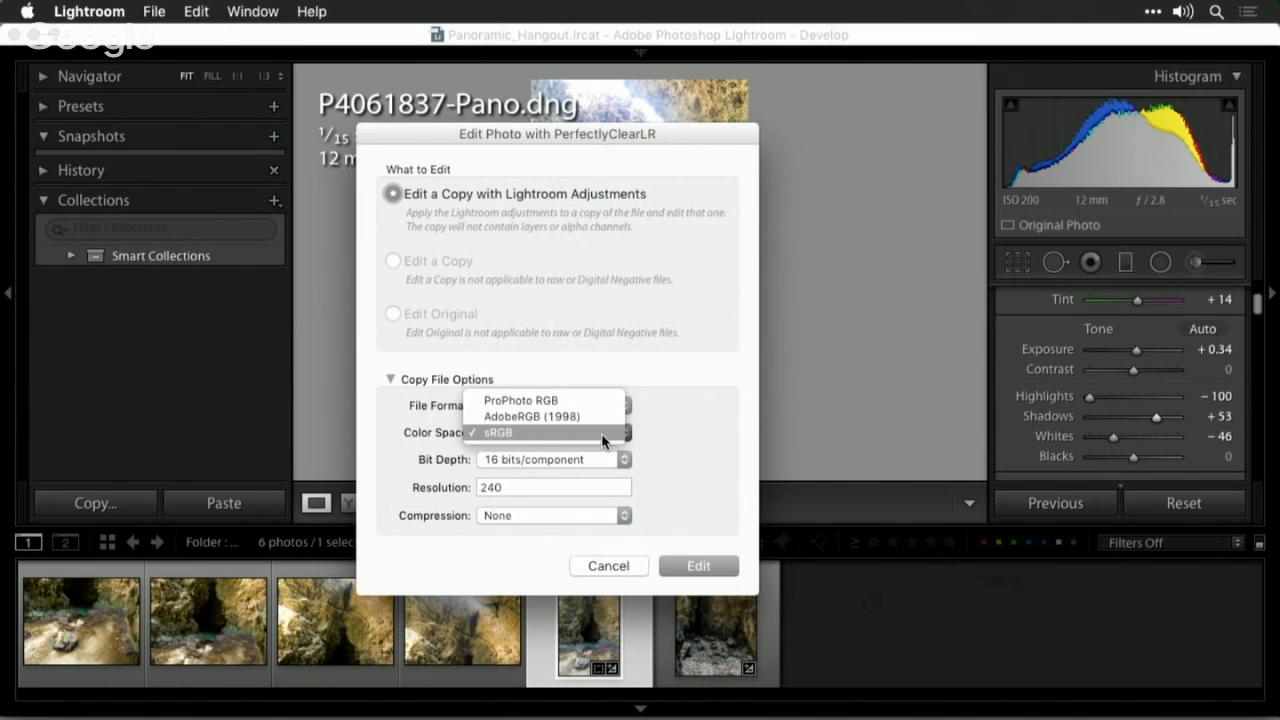 Lightroom File Edit Window Help
Google
Panoramic_Hangout.lrcat - Adobe Photoshop Lightroom - Develop
Navigator FIT FILL 1:1 1:3
Presets
Snapshots
History
Collections
Filter Collections
Smart Collections
Copy... Paste
P4061837-Pano.dng
1/15 s
12 m
Edit Photo with PerfectlyClearLR
What to Edit
Edit a Copy with Lightroom Adjustments
Apply the Lightroom adjustments to a copy of the file and edit that one.
The copy will not contain layers or alpha channels.
Edit a Copy
Edit a Copy is not applicable to raw or Digital Negative files.
Edit Original
Edit Original is not applicable to raw or Digital Negative files.
Copy File Options
File Forma
ProPhoto RGB
AdobeRGB (1998)
Color Spac ✓ sRGB
Bit Depth: 16 bits/component
Resolution: 240
Compression: None
Cancel Edit
Histogram
ISO 200 12 mm ƒ / 2.8 1/15 sec
Original Photo
Tint + 14
Tone Auto
Exposure + 0.34
Contrast 0
Highlights − 100
Shadows + 53
Whites − 46
Blacks 0
Previous Reset
1 2 Folder : ... 6 photos / 1 selec
Filters Off